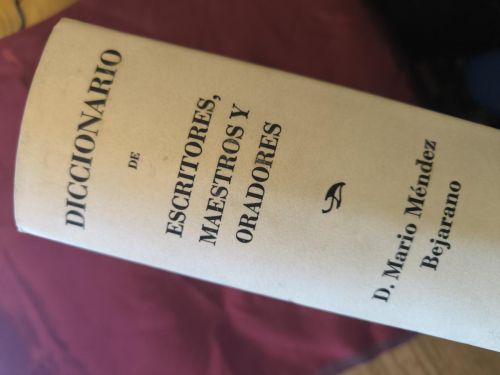 DICCIONARIO
DE
ESCRITORES,
MAESTROS Y
ORADORES
D. Mario Méndez
Bejarano